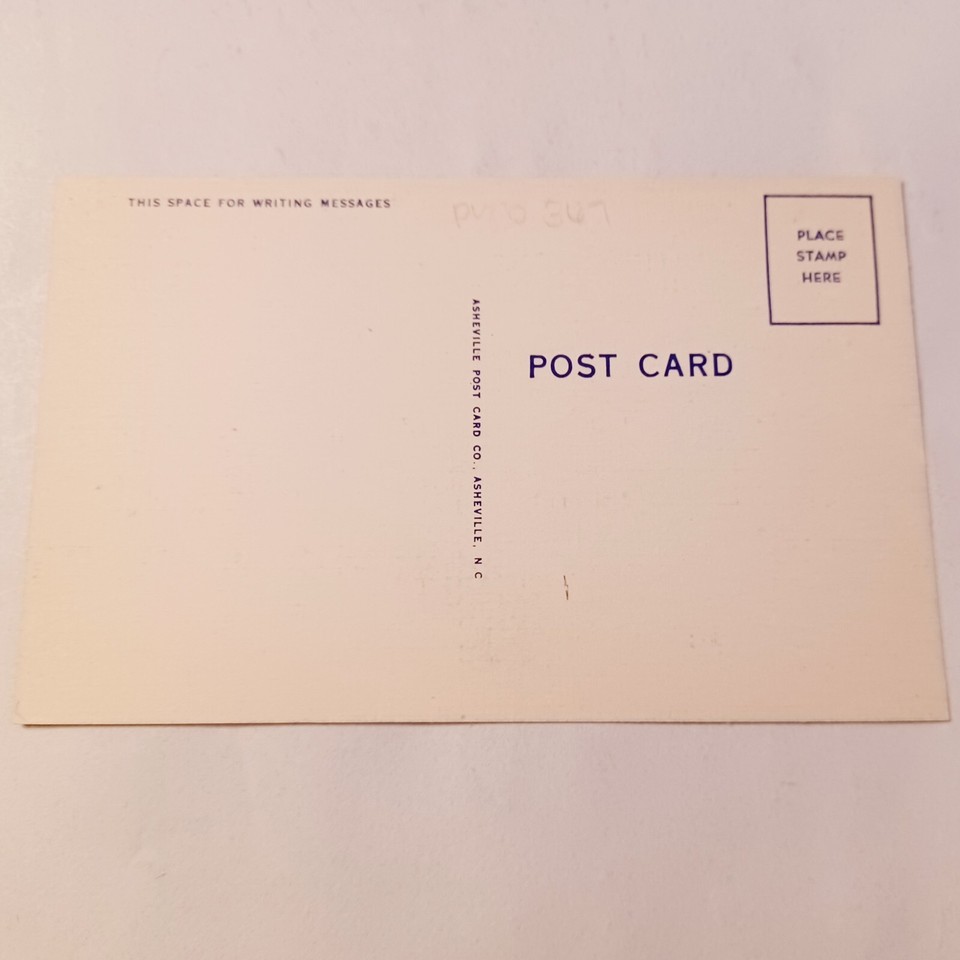 THIS SPACE FOR WRITING MESSAGES
ASHEVILLE POST CARD CO., ASHEVILLE, N C
POST CARD
PLACE
STAMP
HERE